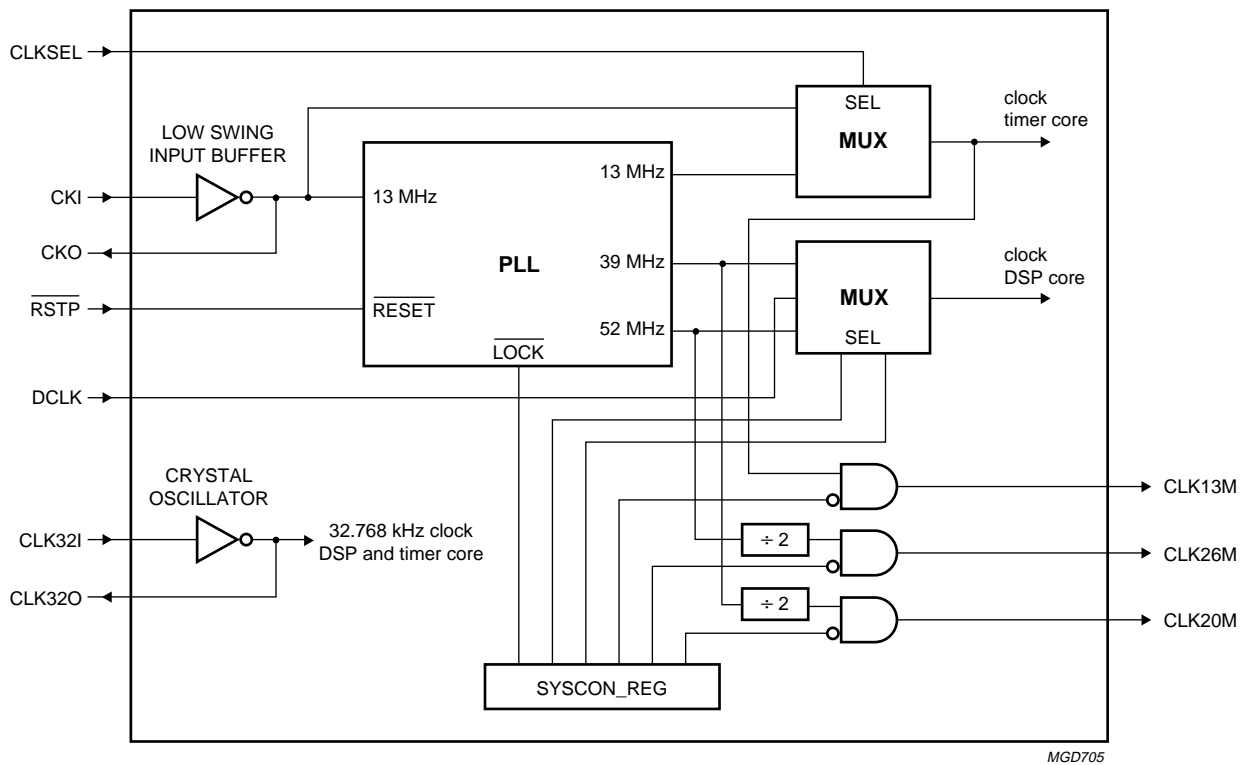 CLKSEL
SEL
MUX
clock
timer core
LOW SWING
INPUT BUFFER
CKI
13 MHz
13 MHz
CKO
PLL
39 MHz
MUX
SEL
clock
DSP core
RSTP
RESET
52 MHz
LOCK
DCLK
CRYSTAL
OSCILLATOR
CLK32I
32.768 kHz clock
DSP and timer core
CLK32O
CLK13M
÷ 2
CLK26M
÷ 2
CLK20M
SYSCON_REG
MGD705